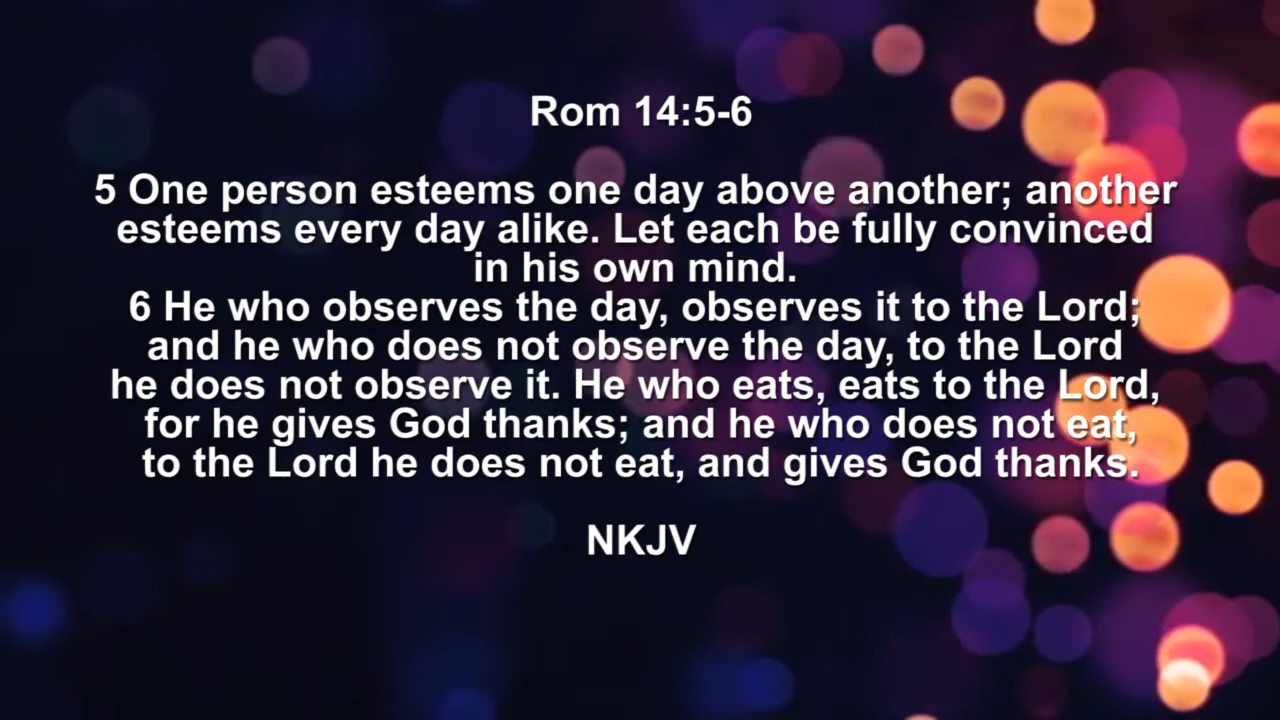 Rom 14:5-6
5 One person esteems one day above another; another
esteems every day alike. Let each be fully convinced
in his own mind.
6 He who observes the day, observes it to the Lord;
and he who does not observe the day, to the Lord
he does not observe it. He who eats, eats to the Lord,
for he gives God thanks; and he who does not eat,
to the Lord he does not eat, and gives God thanks.
NKJV